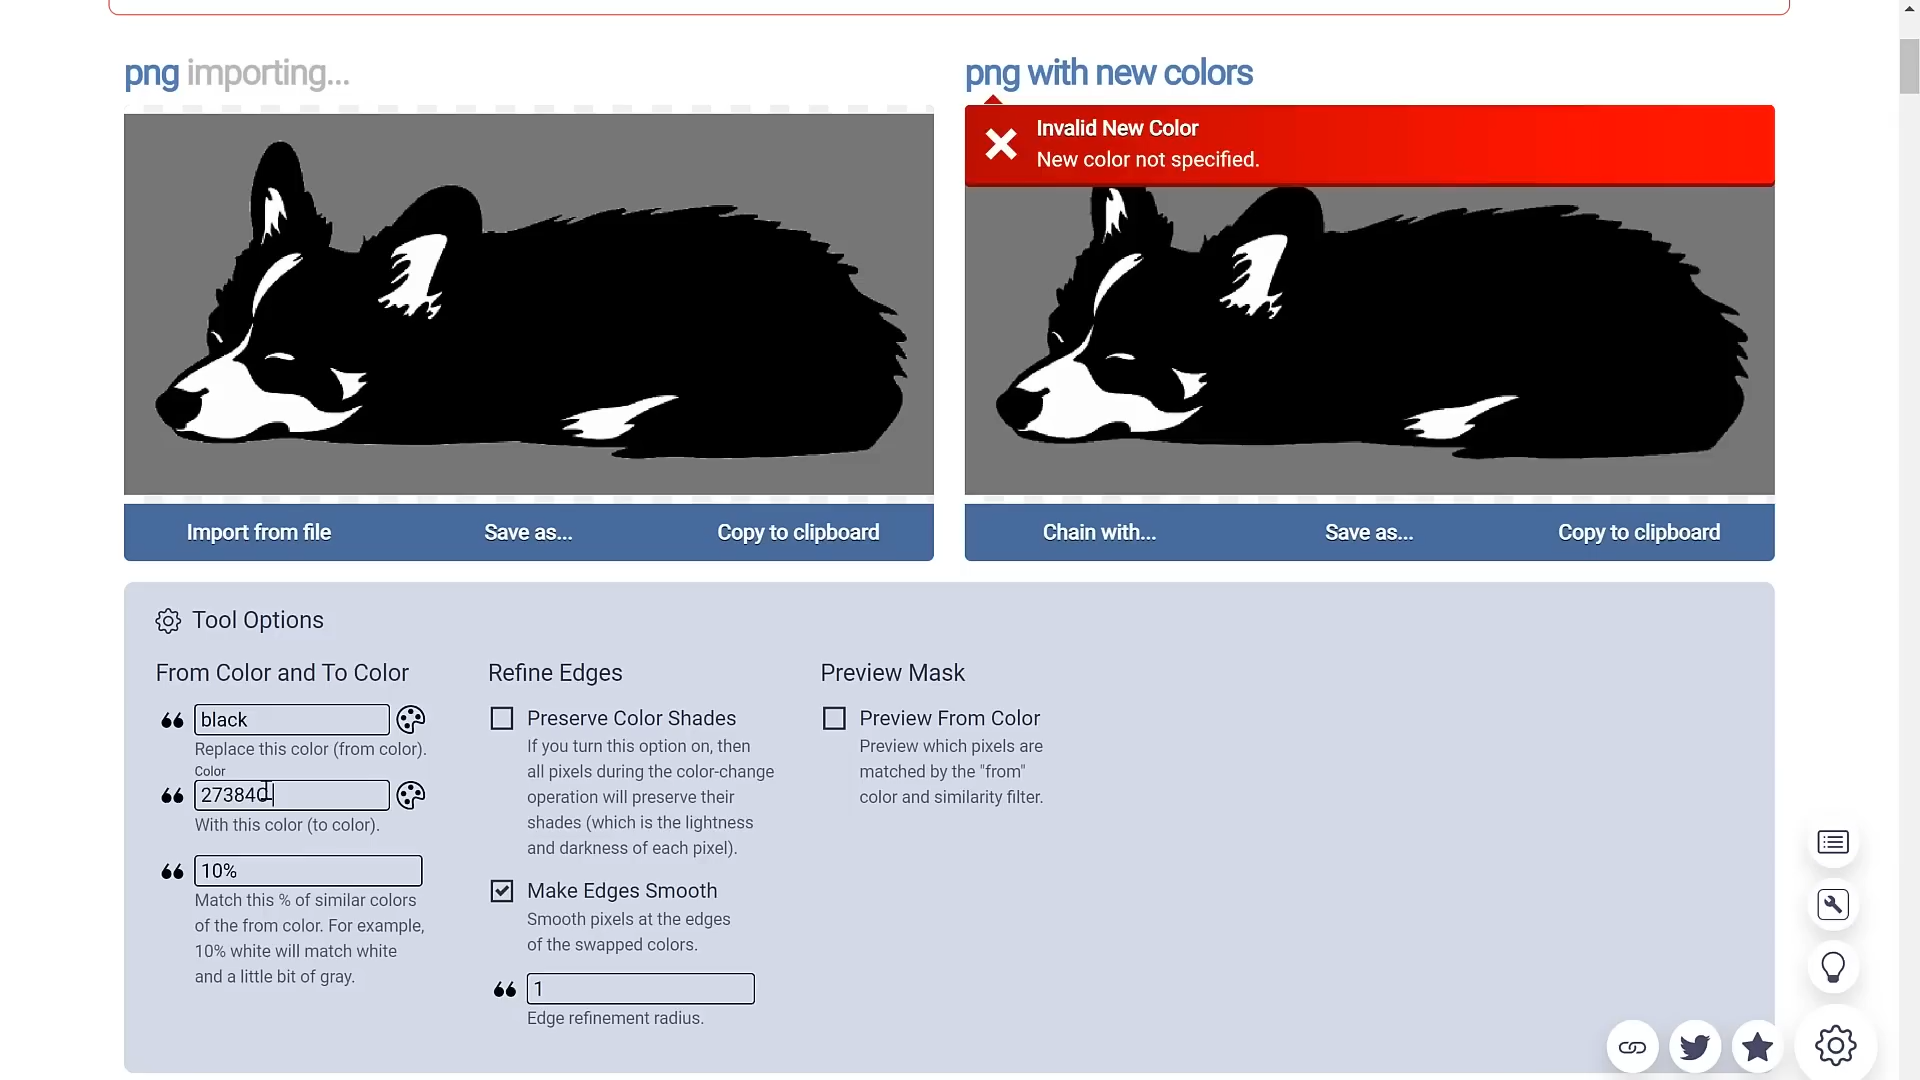 png importing...
png with new colors
Invalid New Color
New color not specified.
Import from file
Save as...
Copy to clipboard
Chain with...
Save as...
Copy to clipboard
Tool Options
From Color and To Color
black
Replace this color (from color).
Color
273840
With this color (to color).
10%
Match this % of similar colors
of the from color. For example,
10% white will match white
and a little bit of gray.
Refine Edges
Preserve Color Shades
If you turn this option on, then
all pixels during the color-change
operation will preserve their
shades (which is the lightness
and darkness of each pixel).
Make Edges Smooth
Smooth pixels at the edges
of the swapped colors.
1
Edge refinement radius.
Preview Mask
Preview From Color
Preview which pixels are
matched by the "from"
color and similarity filter.